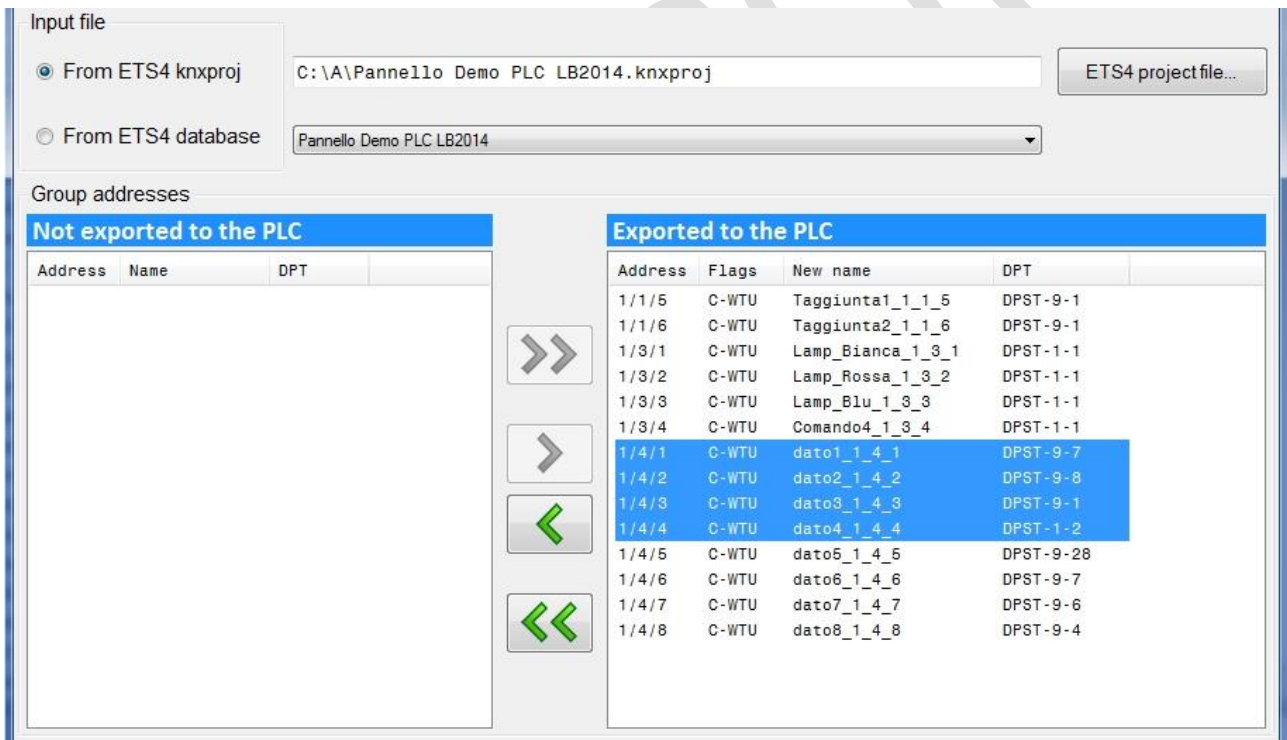 Input file
From ETS4 knxproj
C:\A\Pannello Demo PLC LB2014.knxproj
ETS4 project file...
From ETS4 database
Pannello Demo PLC LB2014
Group addresses
Not exported to the PLC
Address Name DPT
Exported to the PLC
Address Flags New name DPT
1/1/5 C-WTU Taggiunta1_1_1_5 DPST-9-1
1/1/6 C-WTU Taggiunta2_1_1_6 DPST-9-1
1/3/1 C-WTU Lamp_Bianca_1_3_1 DPST-1-1
1/3/2 C-WTU Lamp_Rossa_1_3_2 DPST-1-1
1/3/3 C-WTU Lamp_Blu_1_3_3 DPST-1-1
1/3/4 C-WTU Comando4_1_3_4 DPST-1-1
1/4/1 C-WTU dato1_1_4_1 DPST-9-7
1/4/2 C-WTU dato2_1_4_2 DPST-9-8
1/4/3 C-WTU dato3_1_4_3 DPST-9-1
1/4/4 C-WTU dato4_1_4_4 DPST-1-2
1/4/5 C-WTU dato5_1_4_5 DPST-9-28
1/4/6 C-WTU dato6_1_4_6 DPST-9-7
1/4/7 C-WTU dato7_1_4_7 DPST-9-6
1/4/8 C-WTU dato8_1_4_8 DPST-9-4